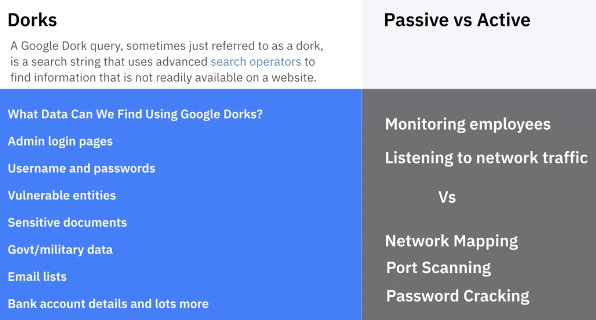 Dorks
A Google Dork query, sometimes just referred to as a dork,
is a search string that uses advanced search operators to
find information that is not readily available on a website.
What Data Can We Find Using Google Dorks?
Admin login pages
Username and passwords
Vulnerable entities
Sensitive documents
Govt/military data
Email lists
Bank account details and lots more
Passive vs Active
Monitoring employees
Listening to network traffic
Vs
Network Mapping
Port Scanning
Password Cracking